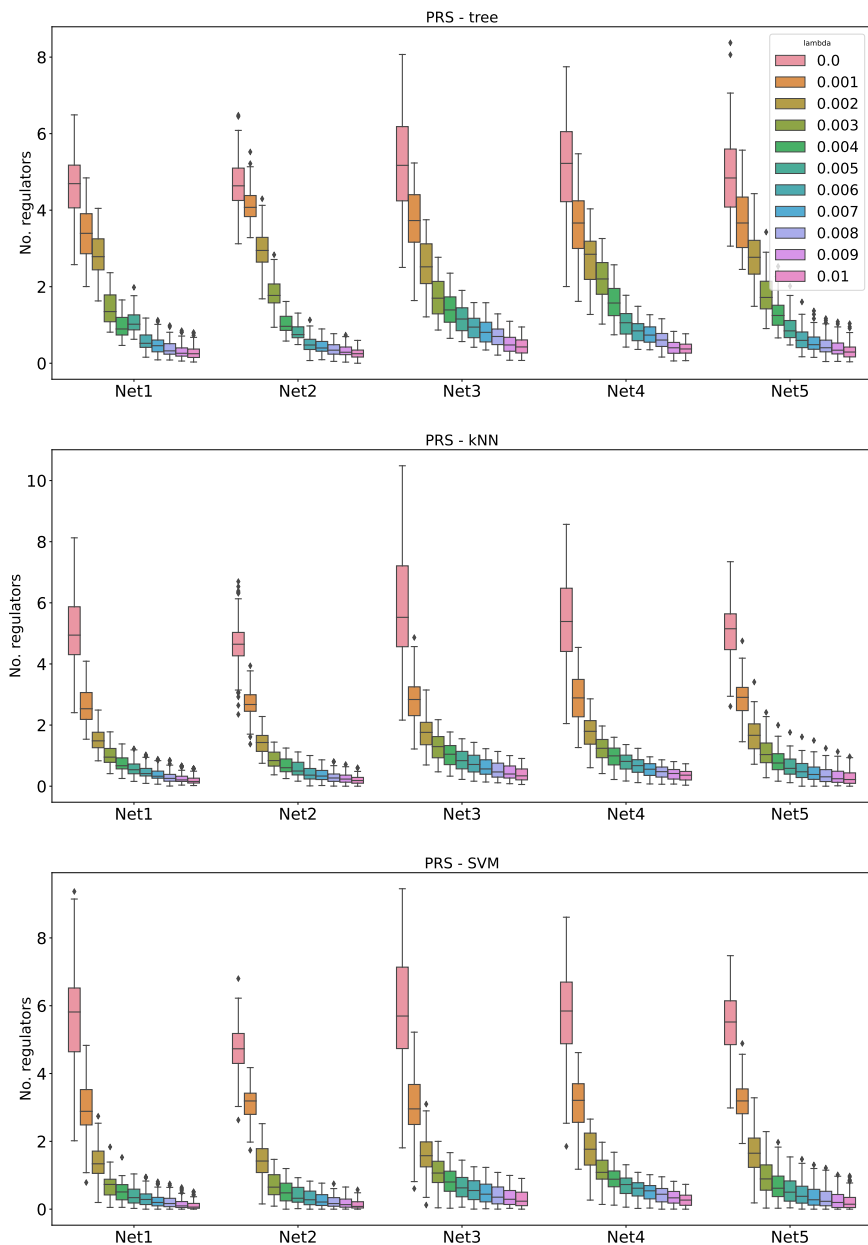 PRS - tree
No. regulators
8
6
4
2
0
lambda
0.0
0.001
0.002
0.003
0.004
0.005
0.006
0.007
0.008
0.009
0.01
Net1 Net2 Net3 Net4 Net5
PRS - kNN
No. regulators
10
8
6
4
2
0
Net1 Net2 Net3 Net4 Net5
PRS - SVM
No. regulators
8
6
4
2
0
Net1 Net2 Net3 Net4 Net5